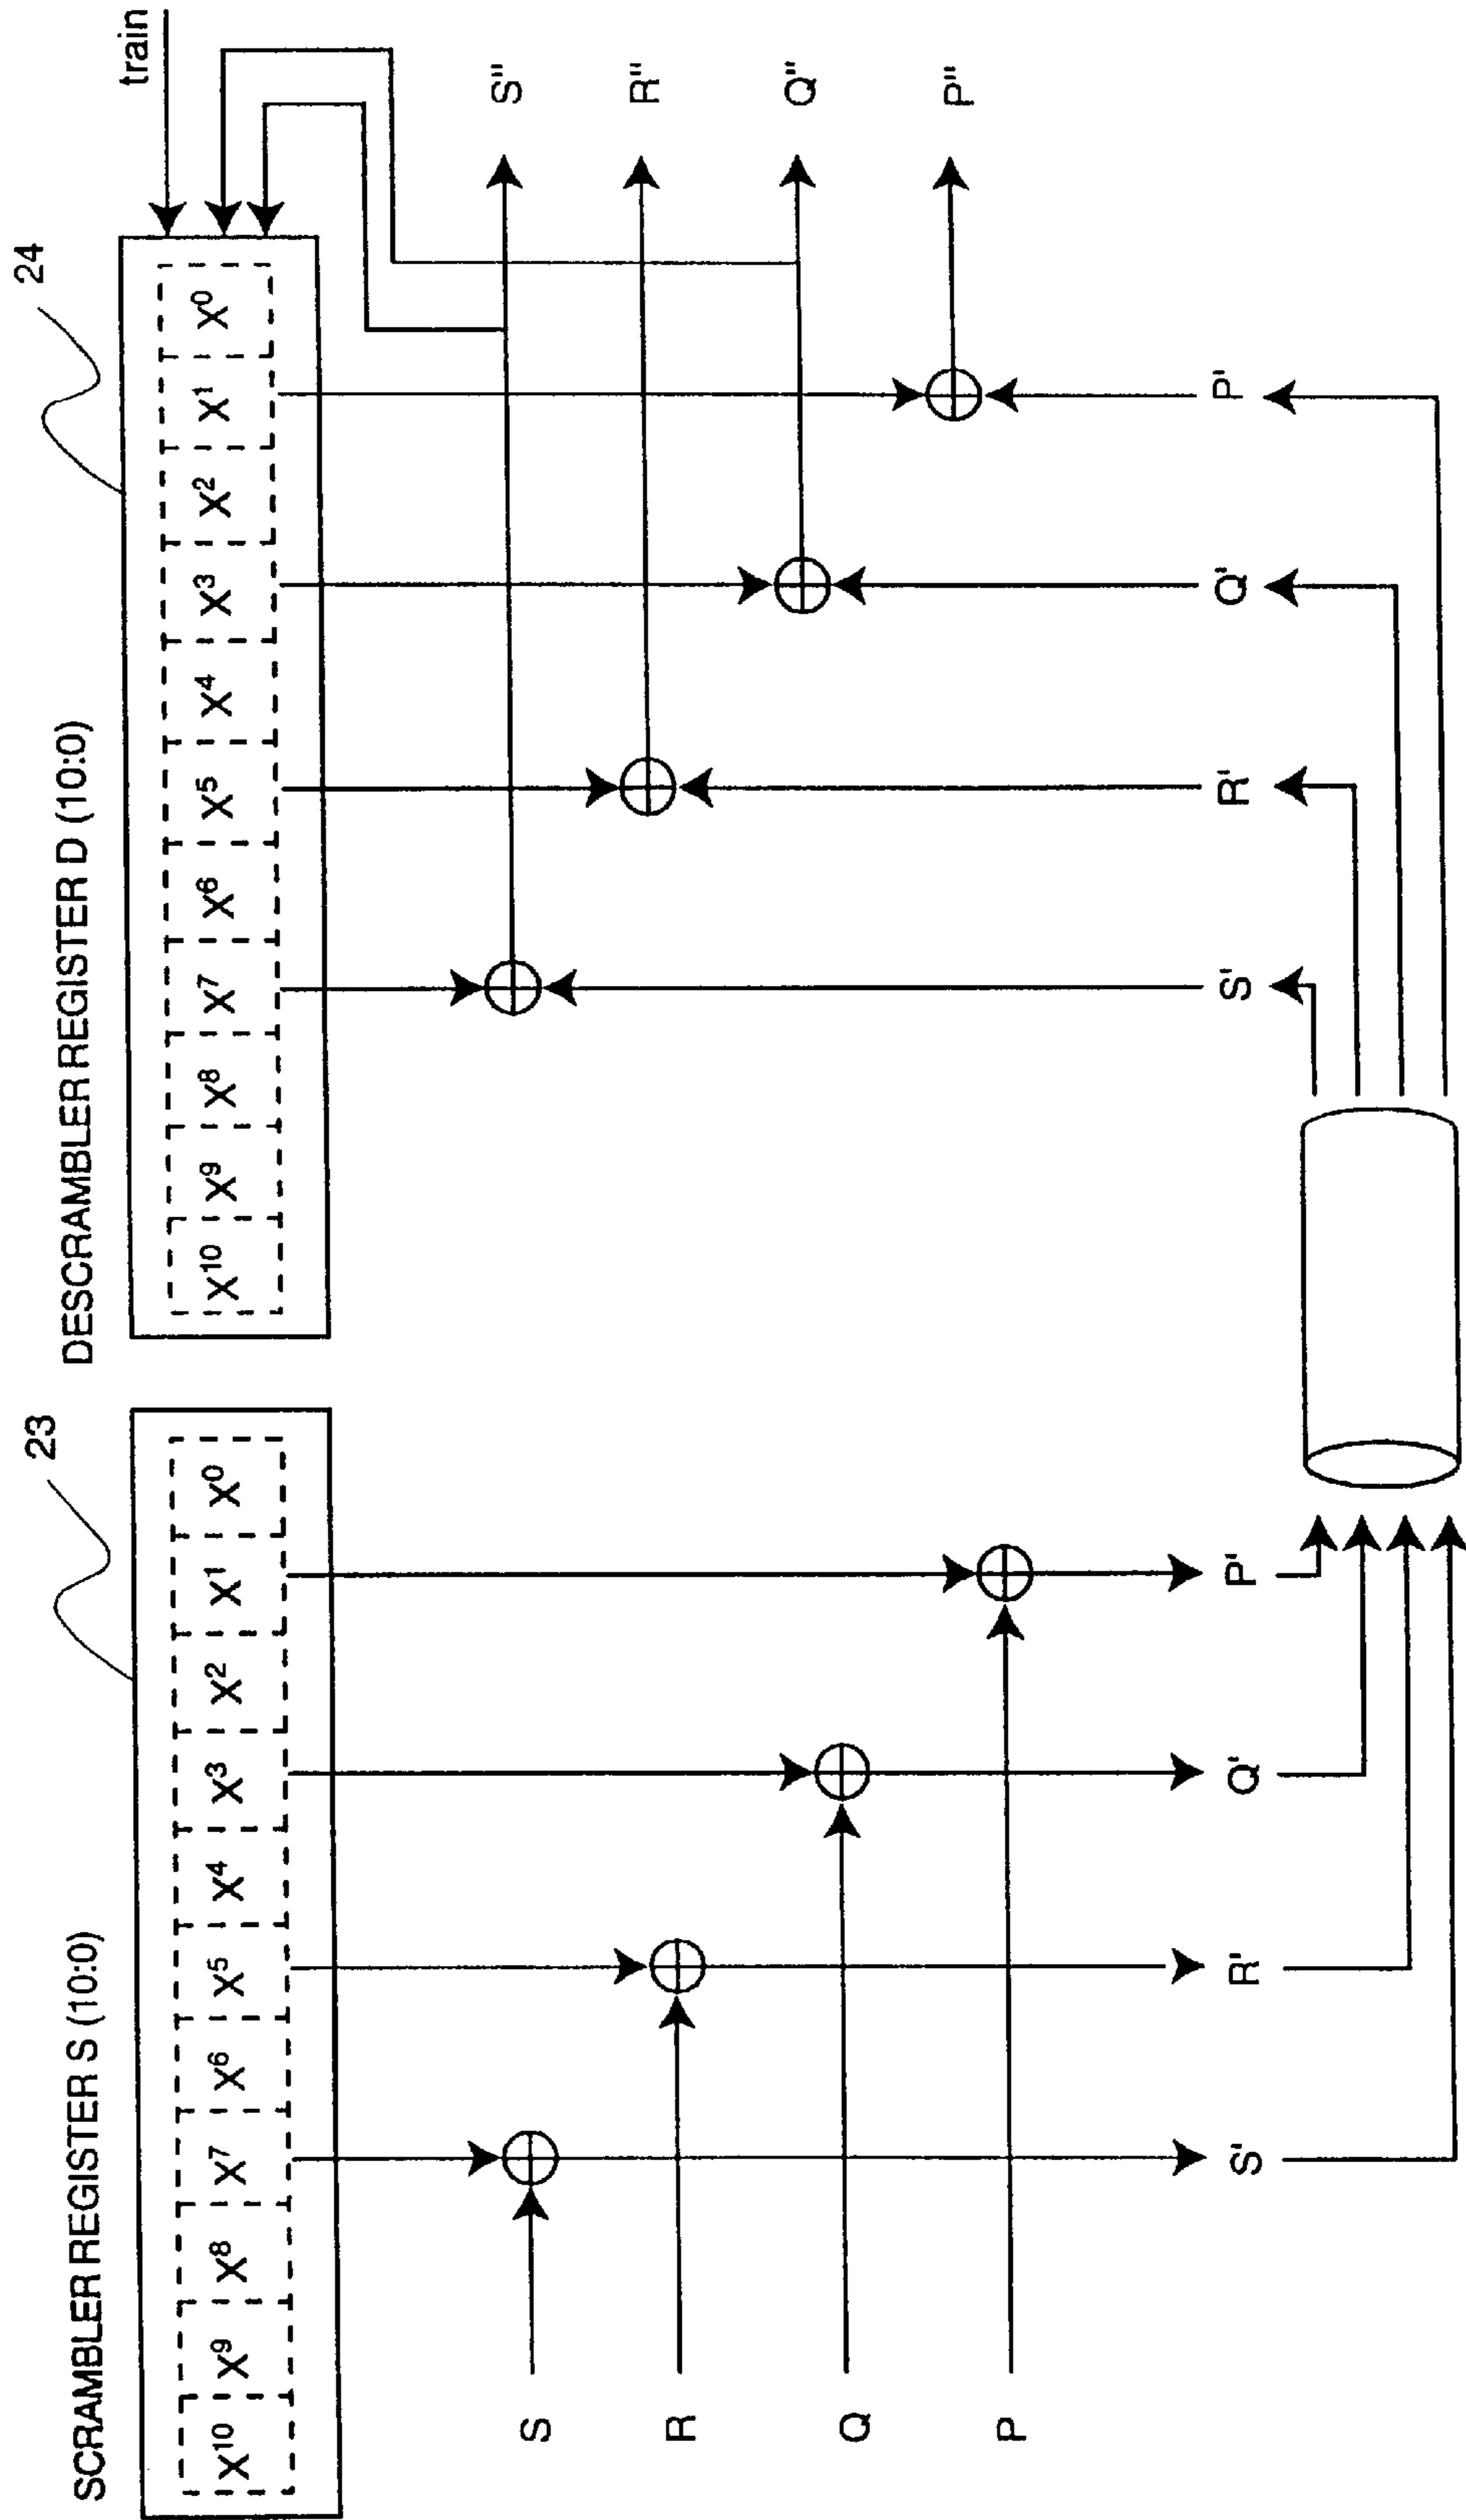 SCRAMBLER REGISTER S (10:0)
23
X¹⁰ X⁹ X⁸ X⁷ X⁶ X⁵ X⁴ X³ X² X¹ X⁰
S
R
Q
P
S' R' Q' P'
DESCRAMBLER REGISTER D (10:0)
24
train
X¹⁰ X⁹ X⁸ X⁷ X⁶ X⁵ X⁴ X³ X² X¹ X⁰
S"
R"
Q"
P"
S' R' Q' P'